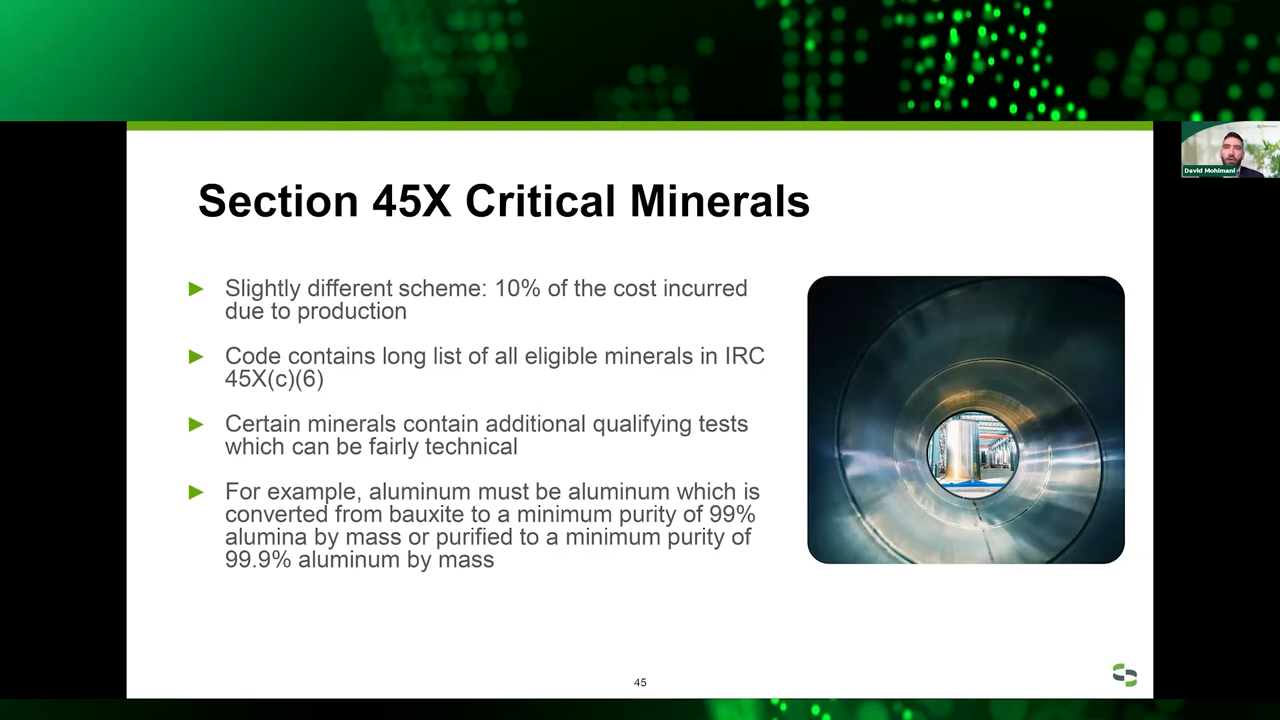 Section 45X Critical Minerals
► Slightly different scheme: 10% of the cost incurred
due to production
► Code contains long list of all eligible minerals in IRC
45X(c)(6)
► Certain minerals contain additional qualifying tests
which can be fairly technical
► For example, aluminum must be aluminum which is
converted from bauxite to a minimum purity of 99%
alumina by mass or purified to a minimum purity of
99.9% aluminum by mass
45
David Mohimani